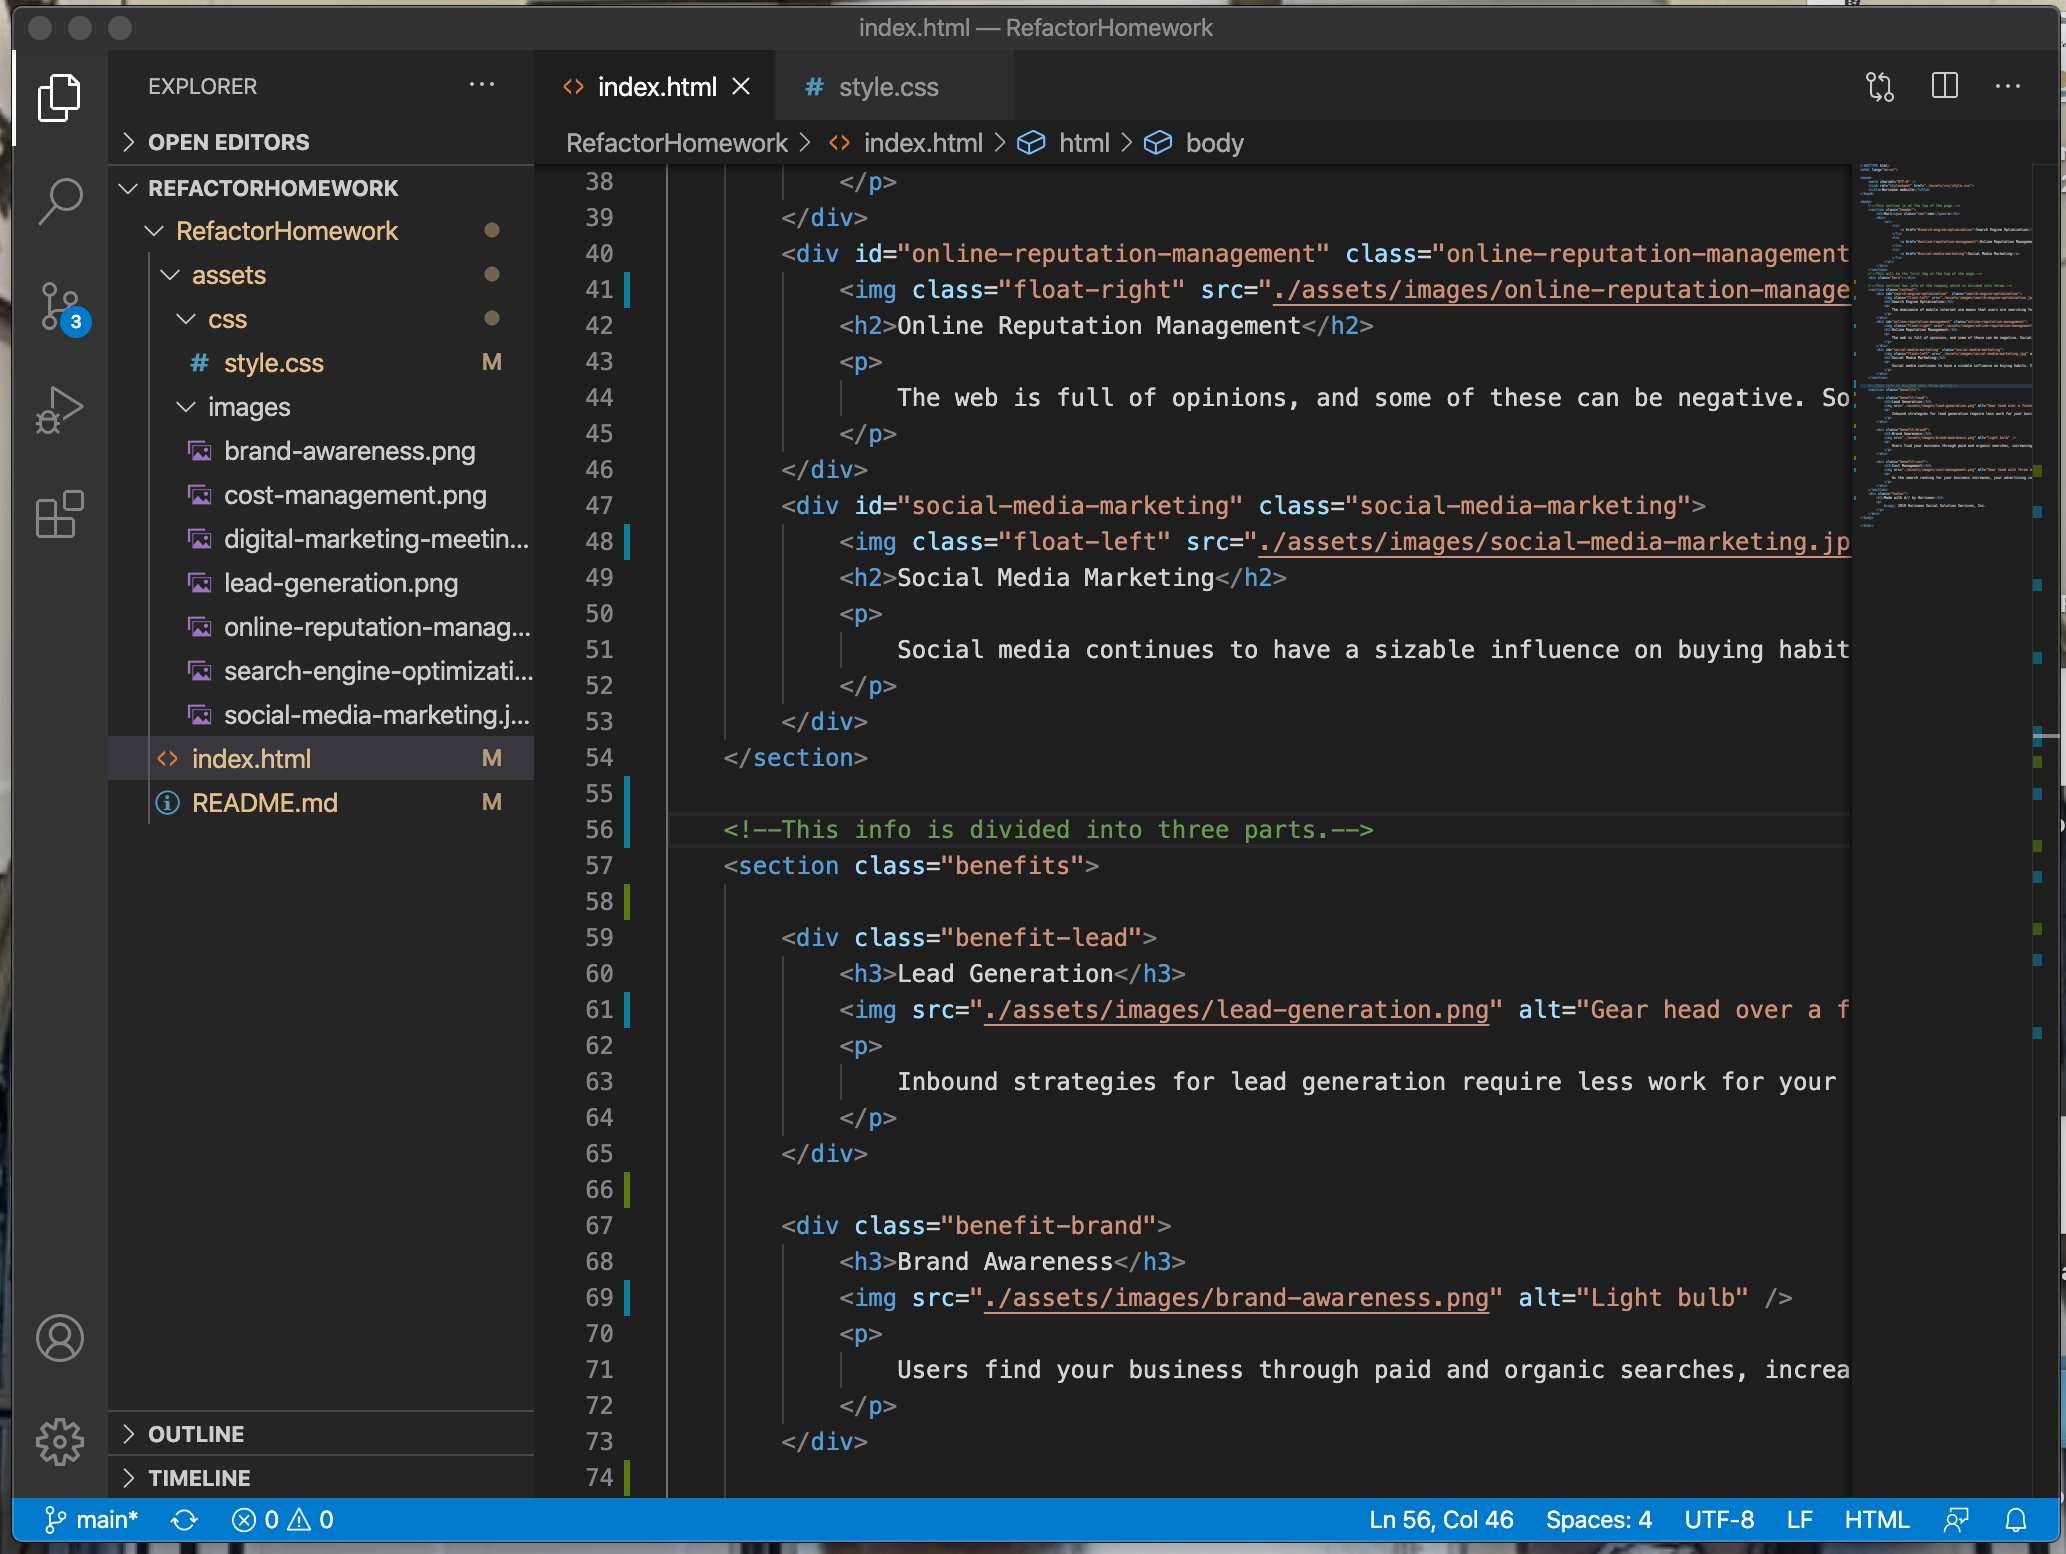 index.html — RefactorHomework
EXPLORER
OPEN EDITORS
REFACTORHOMEWORK
RefactorHomework
assets
css
# style.css M
images
brand-awareness.png
cost-management.png
digital-marketing-meetin...
lead-generation.png
online-reputation-manag...
search-engine-optimizati...
social-media-marketing.j...
<> index.html M
README.md M
OUTLINE
TIMELINE
3
<> index.html
# style.css
RefactorHomework > <> index.html > html > body
38 </p>
39 </div>
40 <div id="online-reputation-management" class="online-reputation-management
41 <img class="float-right" src="./assets/images/online-reputation-manage
42 <h2>Online Reputation Management</h2>
43 <p>
44 The web is full of opinions, and some of these can be negative. So
45 </p>
46 </div>
47 <div id="social-media-marketing" class="social-media-marketing">
48 <img class="float-left" src="./assets/images/social-media-marketing.jp
49 <h2>Social Media Marketing</h2>
50 <p>
51 Social media continues to have a sizable influence on buying habit
52 </p>
53 </div>
54 </section>
55
56 <!--This info is divided into three parts.-->
57 <section class="benefits">
58
59 <div class="benefit-lead">
60 <h3>Lead Generation</h3>
61 <img src="./assets/images/lead-generation.png" alt="Gear head over a f
62 <p>
63 Inbound strategies for lead generation require less work for your
64 </p>
65 </div>
66
67 <div class="benefit-brand">
68 <h3>Brand Awareness</h3>
69 <img src="./assets/images/brand-awareness.png" alt="Light bulb" />
70 <p>
71 Users find your business through paid and organic searches, increa
72 </p>
73 </div>
74
main* 0 0
Ln 56, Col 46 Spaces: 4 UTF-8 LF HTML